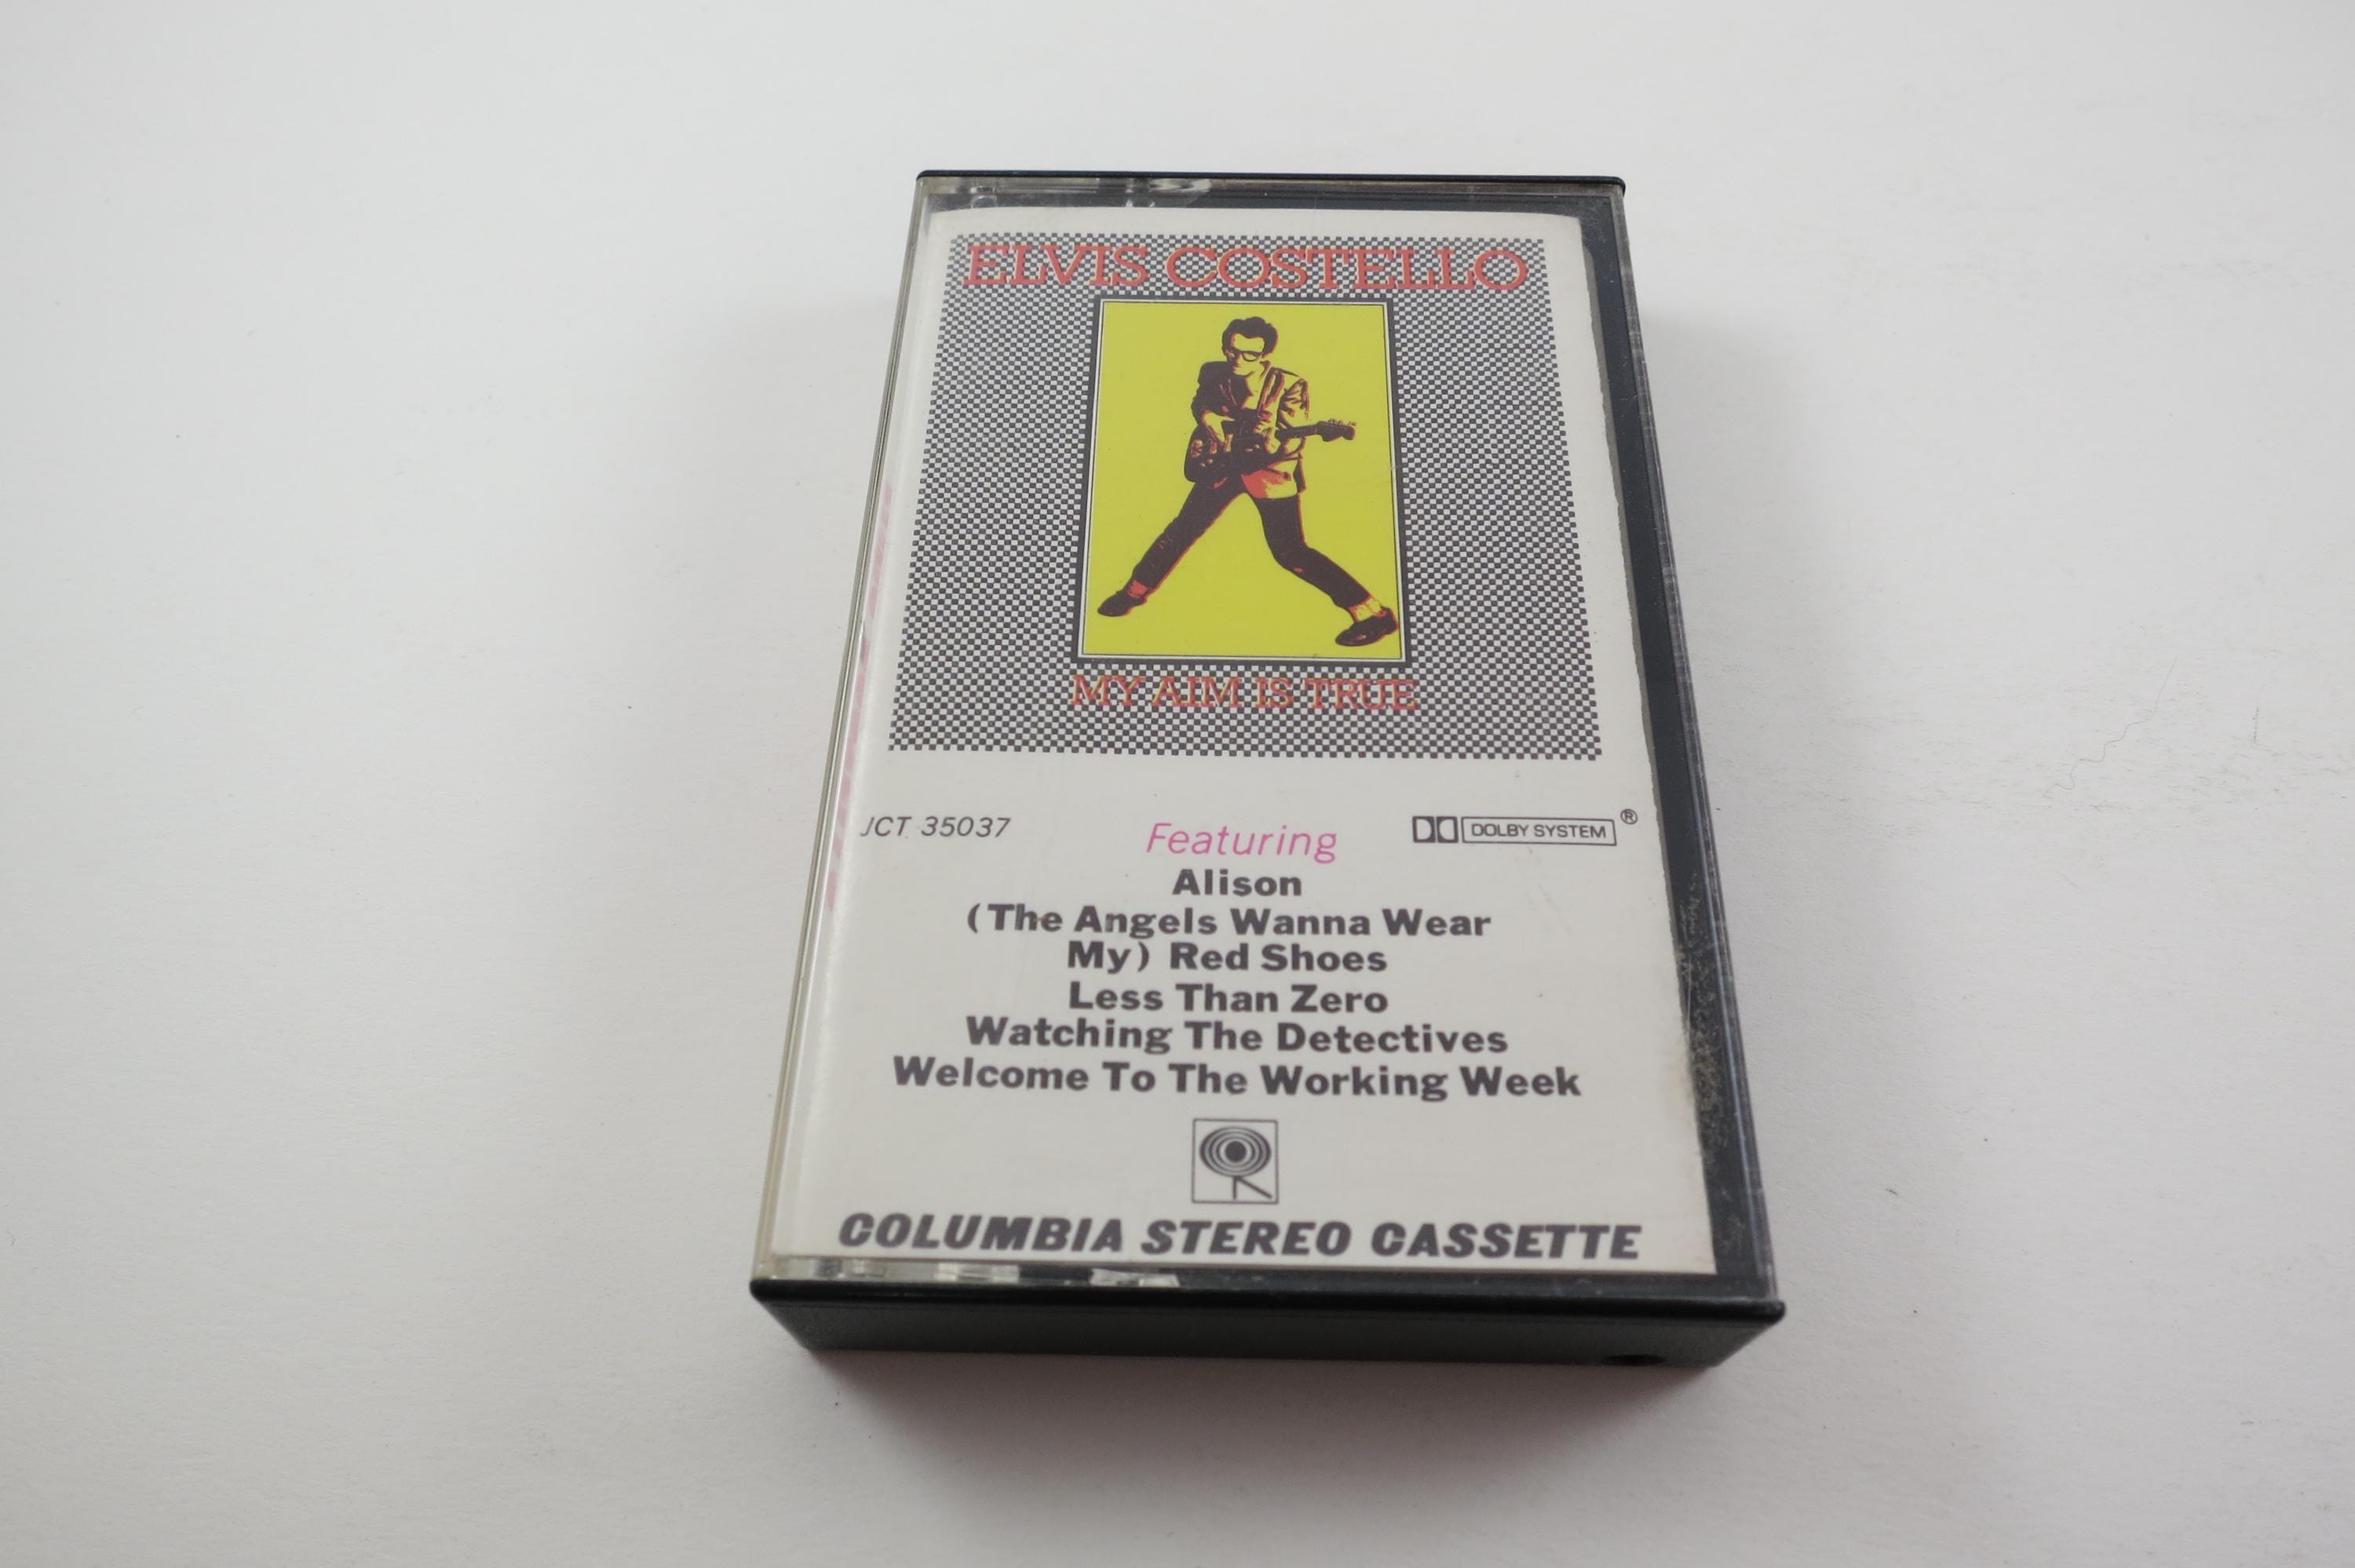 ELVIS COSTELLO
MY AIM IS TRUE
JCT 35037
DOLBY SYSTEM®
Featuring
Alison
(The Angels Wanna Wear
My) Red Shoes
Less Than Zero
Watching The Detectives
Welcome To The Working Week
COLUMBIA STEREO CASSETTE